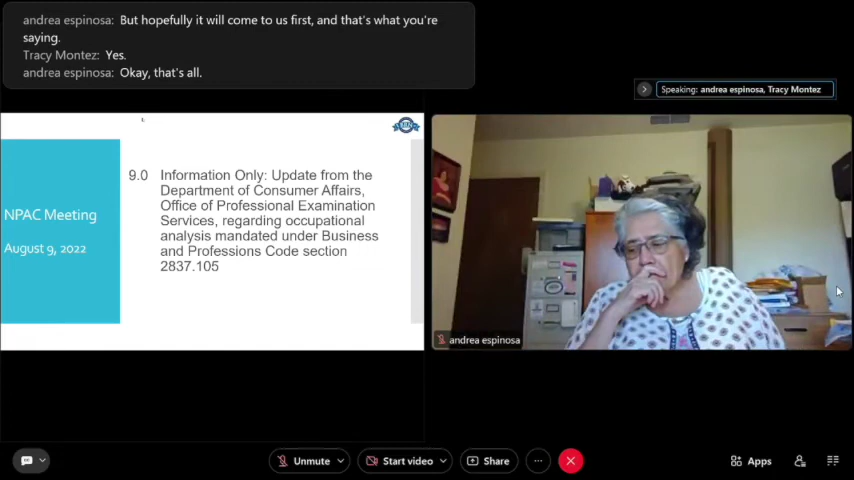 andrea espinosa: But hopefully it will come to us first, and that's what you're
saying.
Tracy Montez: Yes.
andrea espinosa: Okay, that's all.
Speaking: andrea espinosa, Tracy Montez
NPAC Meeting
August 9, 2022
9.0 Information Only: Update from the
Department of Consumer Affairs,
Office of Professional Examination
Services, regarding occupational
analysis mandated under Business
and Professions Code section
2837.105
andrea espinosa
Unmute
Start video
Share
Apps